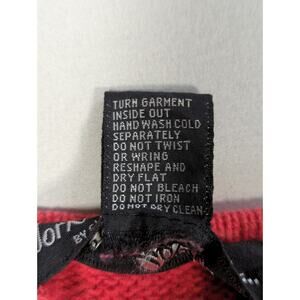 TURN GARMENT
INSIDE OUT
HAND WASH COLD
SEPARATELY
DO NOT TWIST
OR WRING
RESHAPE AND
DRY FLAT
DO NOT BLEACH
DO NOT IRON
DO NOT DRY CLEAN
BY